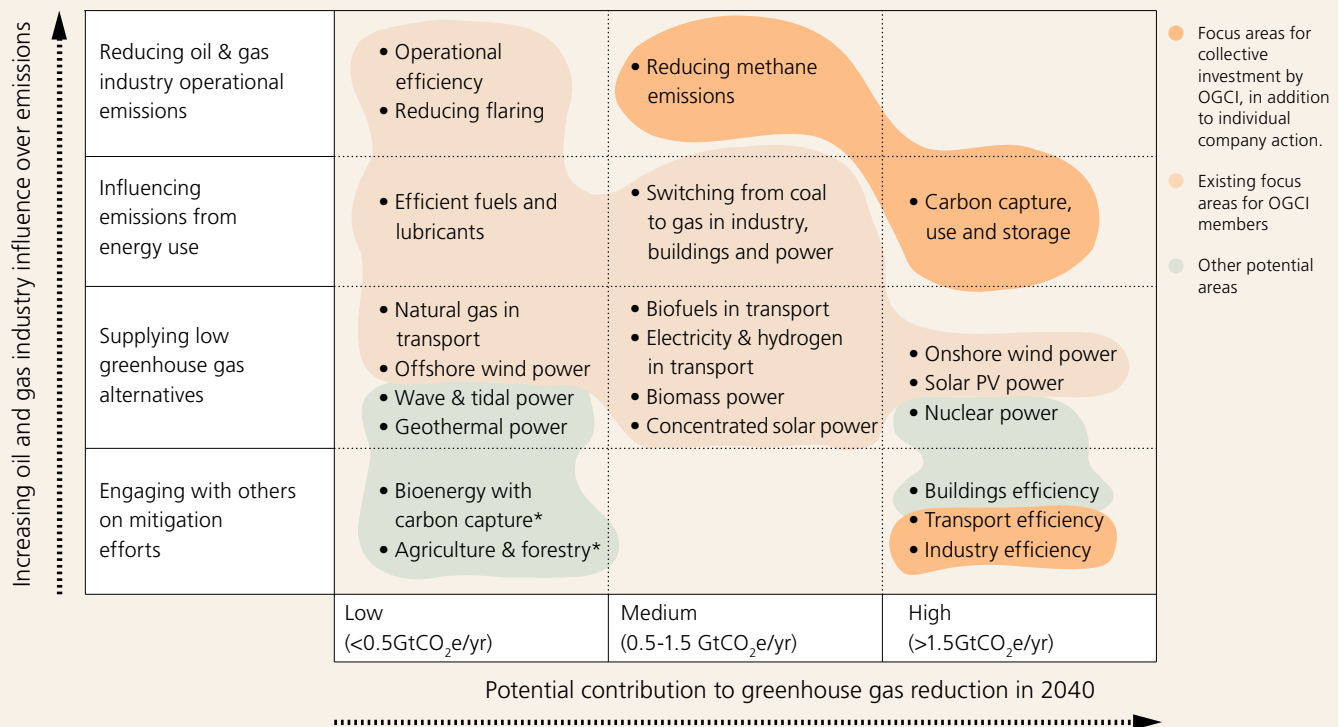 Increasing oil and gas industry influence over emissions
Reducing oil & gas
industry operational
emissions
• Operational
efficiency
• Reducing flaring
• Reducing methane
emissions
Influencing
emissions from
energy use
• Efficient fuels and
lubricants
• Switching from coal
to gas in industry,
buildings and power
• Carbon capture,
use and storage
Supplying low
greenhouse gas
alternatives
• Natural gas in
transport
• Offshore wind power
• Wave & tidal power
• Geothermal power
• Biofuels in transport
• Electricity & hydrogen
in transport
• Biomass power
• Concentrated solar power
• Onshore wind power
• Solar PV power
• Nuclear power
Engaging with others
on mitigation
efforts
• Bioenergy with
carbon capture*
• Agriculture & forestry*
• Buildings efficiency
• Transport efficiency
• Industry efficiency
Low
(<0.5GtCO₂e/yr)
Medium
(0.5-1.5 GtCO₂e/yr)
High
(>1.5GtCO₂e/yr)
Potential contribution to greenhouse gas reduction in 2040
Focus areas for
collective
investment by
OGCI, in addition
to individual
company action.
Existing focus
areas for OGCI
members
Other potential
areas